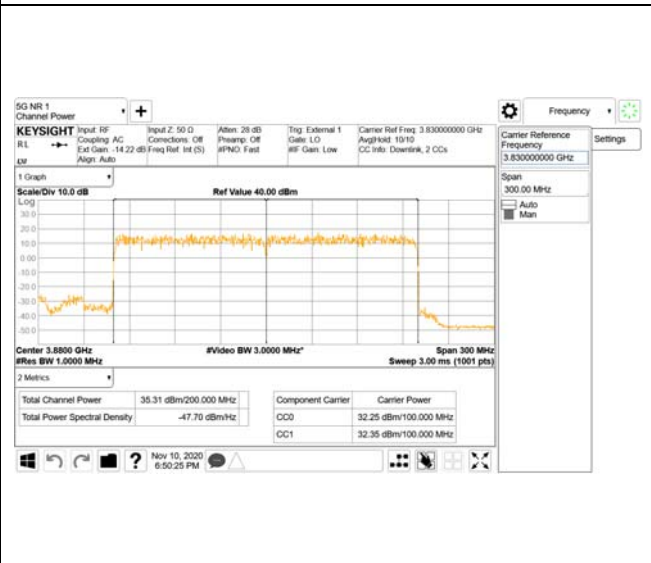 5G NR 1
Channel Power
Frequency
KEYSIGHT Input: RF Input Z: 50 Ω Atten: 28 dB Trig: External 1 Carrier Ref Freq: 3.830000000 GHz
RL Coupling: AC Corrections: Off Preamp: Off Gate: LO Avg|Hold: 10/10
Ext Gain: -14.22 dB Freq Ref: Int (S) #PNO: Fast #IF Gain: Low CC Info: Downlink, 2 CCs
Align: Auto
Carrier Reference
Frequency
3.830000000 GHz
Settings
Span
300.00 MHz
Auto
Man
1 Graph
Scale/Div 10.0 dB Ref Value 40.00 dBm
Log
30.0
20.0
10.0
0.00
-10.0
-20.0
-30.0
-40.0
-50.0
Center 3.8800 GHz #Video BW 3.0000 MHz* Span 300 MHz
#Res BW 1.0000 MHz Sweep 3.00 ms (1001 pts)
2 Metrics
Total Channel Power 35.31 dBm/200.000 MHz Component Carrier Carrier Power
Total Power Spectral Density -47.70 dBm/Hz CC0 32.25 dBm/100.000 MHz
CC1 32.35 dBm/100.000 MHz
Nov 10, 2020
6:50:25 PM